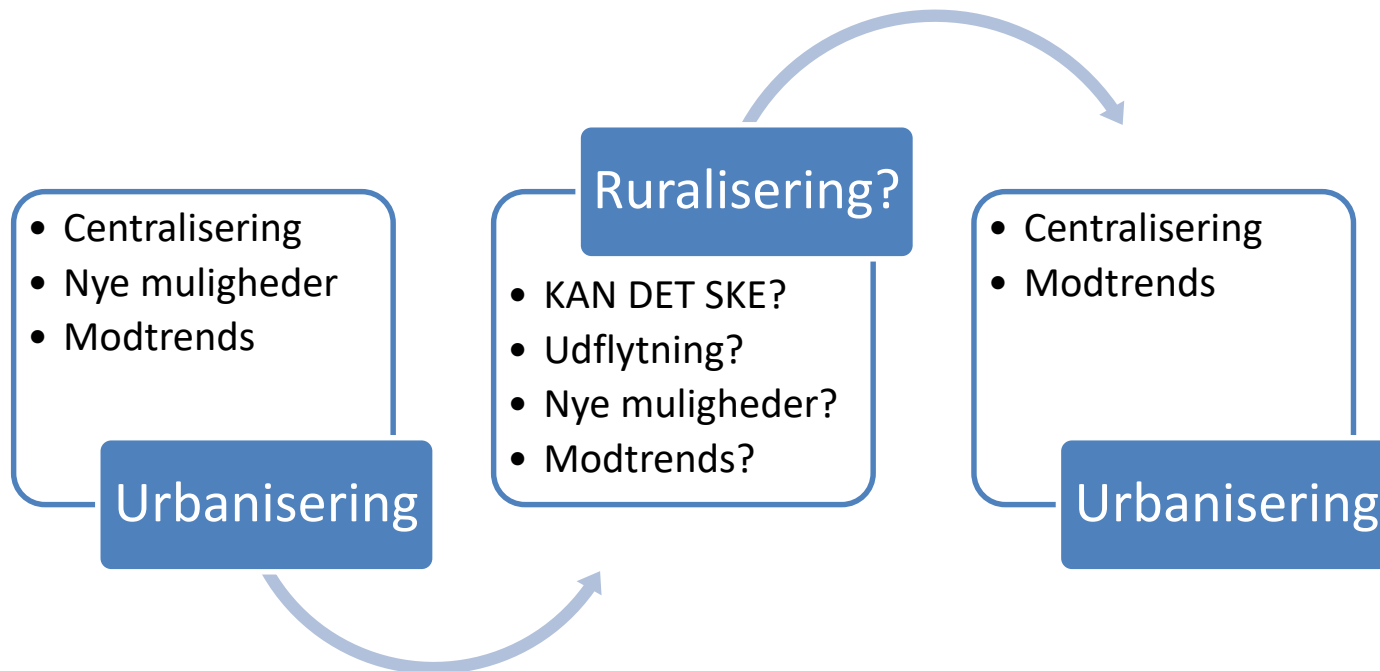 • Centralisering
• Nye muligheder
• Modtrends
Urbanisering
Ruralisering?
• KAN DET SKE?
• Udflytning?
• Nye muligheder?
• Modtrends?
• Centralisering
• Modtrends
Urbanisering